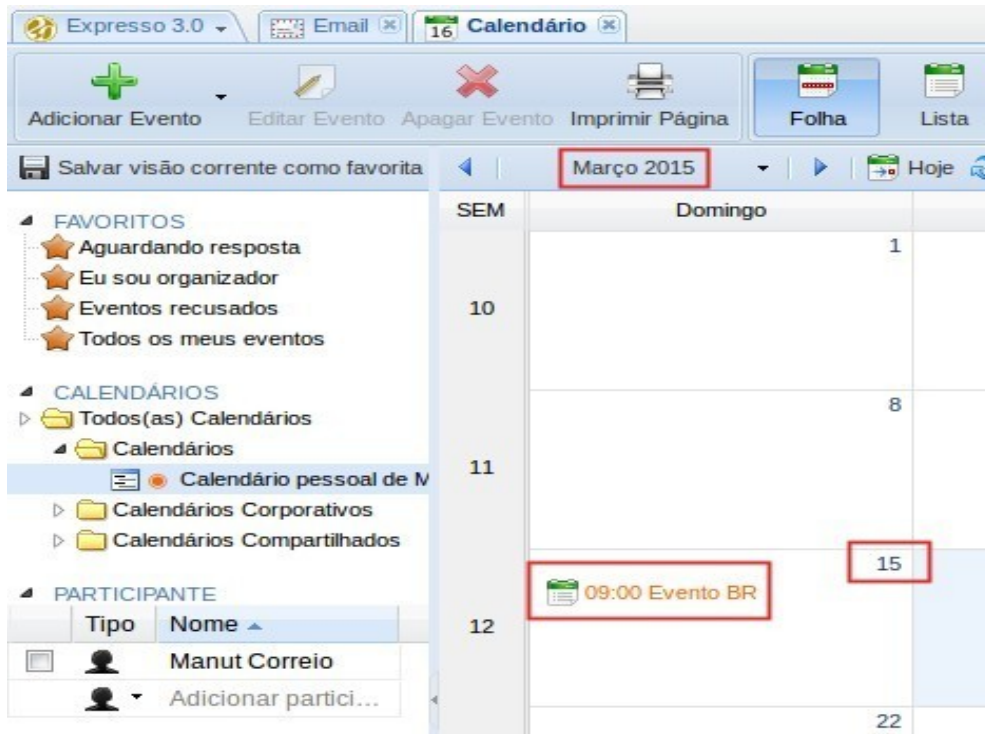 Expresso 3.0 Email 16 Calendário
Adicionar Evento Editar Evento Apagar Evento Imprimir Página Folha Lista
Salvar visão corrente como favorita Março 2015 Hoje
SEM Domingo
FAVORITOS
Aguardando resposta
Eu sou organizador
Eventos recusados
Todos os meus eventos
CALENDÁRIOS
Todos(as) Calendários
Calendários
Calendário pessoal de M
Calendários Corporativos
Calendários Compartilhados
PARTICIPANTE
Tipo Nome
Manut Correio
Adicionar partici...
1
10
8
11
15
09:00 Evento BR
12
22